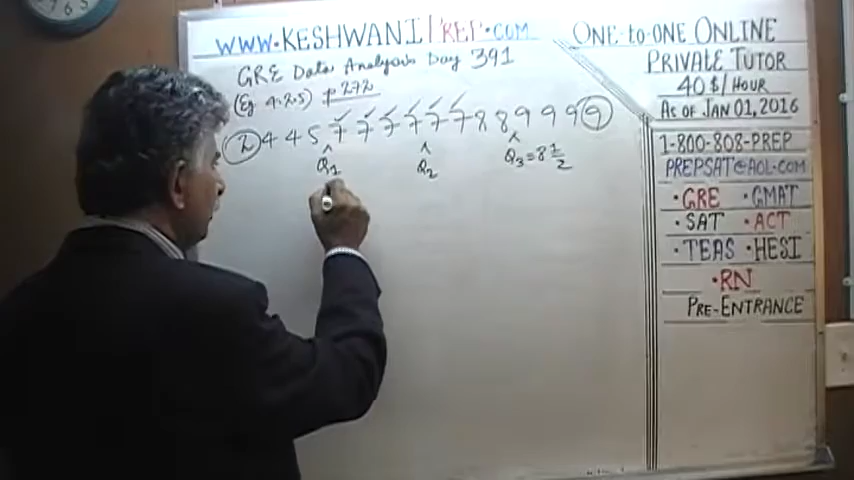 WWW.KESHWANIPREP.COM
GRE Data Analysis Day 391
(Eg 4.2.5) p 272
2 4 4 5 7 7 7 7 7 7 8 8 9 9 9 9
Q1 Q2 Q3 = 8 1/2
ONE-to-ONE ONLINE
PRIVATE TUTOR
40 $/HOUR
AS OF JAN 01, 2016
1-800-808-PREP
PREPSAT@AOL.COM
•GRE •GMAT
•SAT •ACT
•TEAS •HESI
•RN
PRE-ENTRANCE